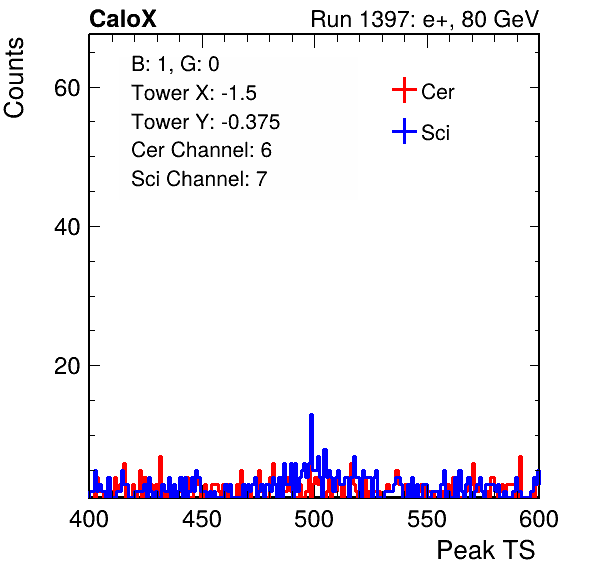 CaloX Run 1397: e+, 80 GeV
Counts
B: 1, G: 0
Tower X: -1.5
Tower Y: -0.375
Cer Channel: 6
Sci Channel: 7
Cer
Sci
60
40
20
400 450 500 550 600
Peak TS